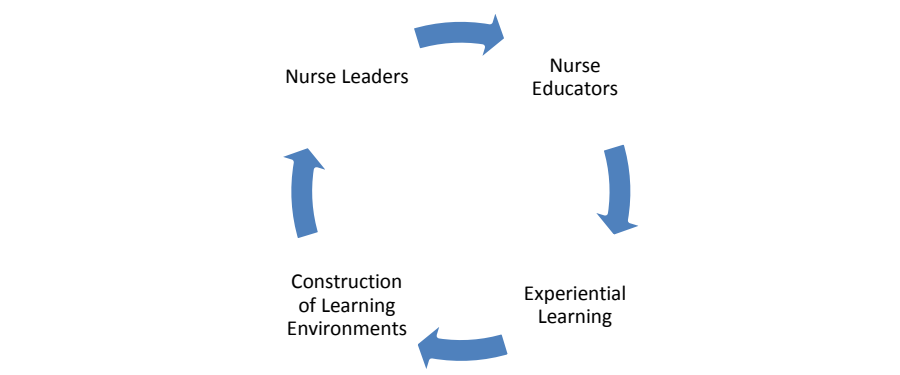 Nurse Leaders
Nurse
Educators
Experiential
Learning
Construction
of Learning
Environments